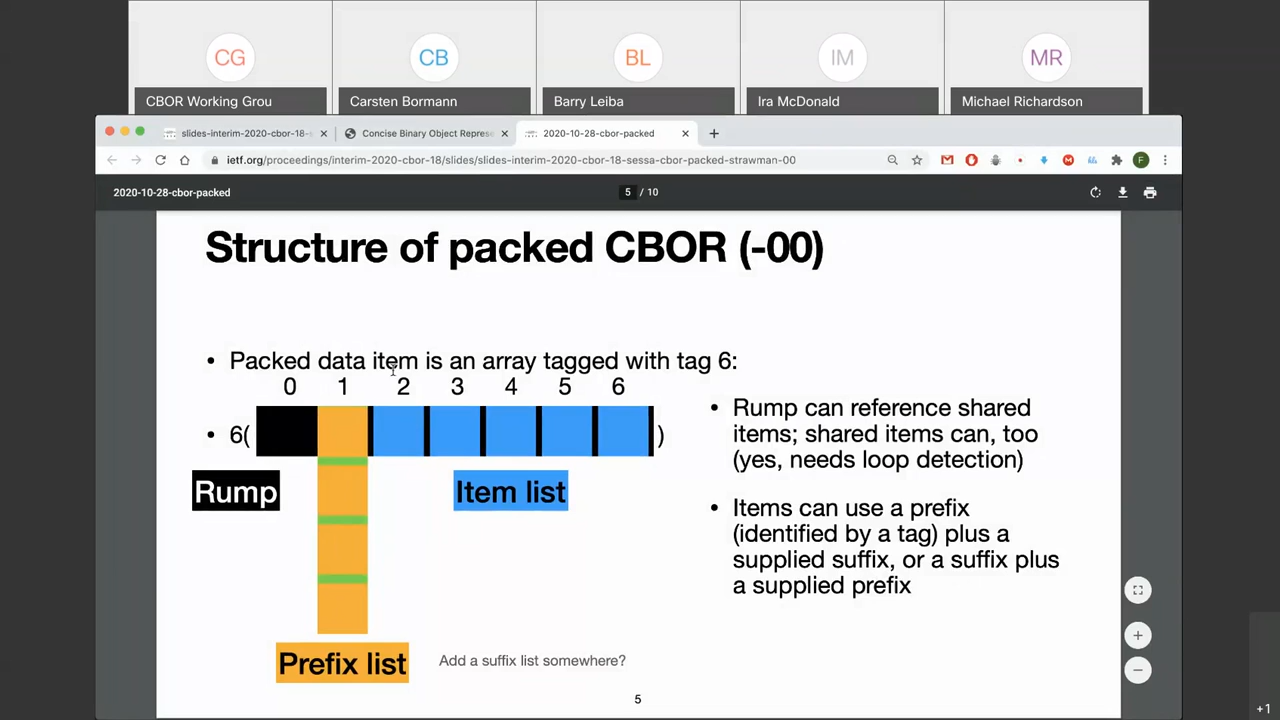 CG
CB
BL
IM
MR
CBOR Working Grou
Carsten Bormann
Barry Leiba
Ira McDonald
Michael Richardson
slides-interim-2020-cbor-18-s
Concise Binary Object Represe
2020-10-28-cbor-packed
ietf.org/proceedings/interim-2020-cbor-18/slides/slides-interim-2020-cbor-18-sessa-cbor-packed-strawman-00
2020-10-28-cbor-packed
5 / 10
Structure of packed CBOR (-00)
• Packed data item is an array tagged with tag 6:
0 1 2 3 4 5 6
• 6( )
Rump
Item list
Prefix list
Add a suffix list somewhere?
• Rump can reference shared
items; shared items can, too
(yes, needs loop detection)
• Items can use a prefix
(identified by a tag) plus a
supplied suffix, or a suffix plus
a supplied prefix
5
+1